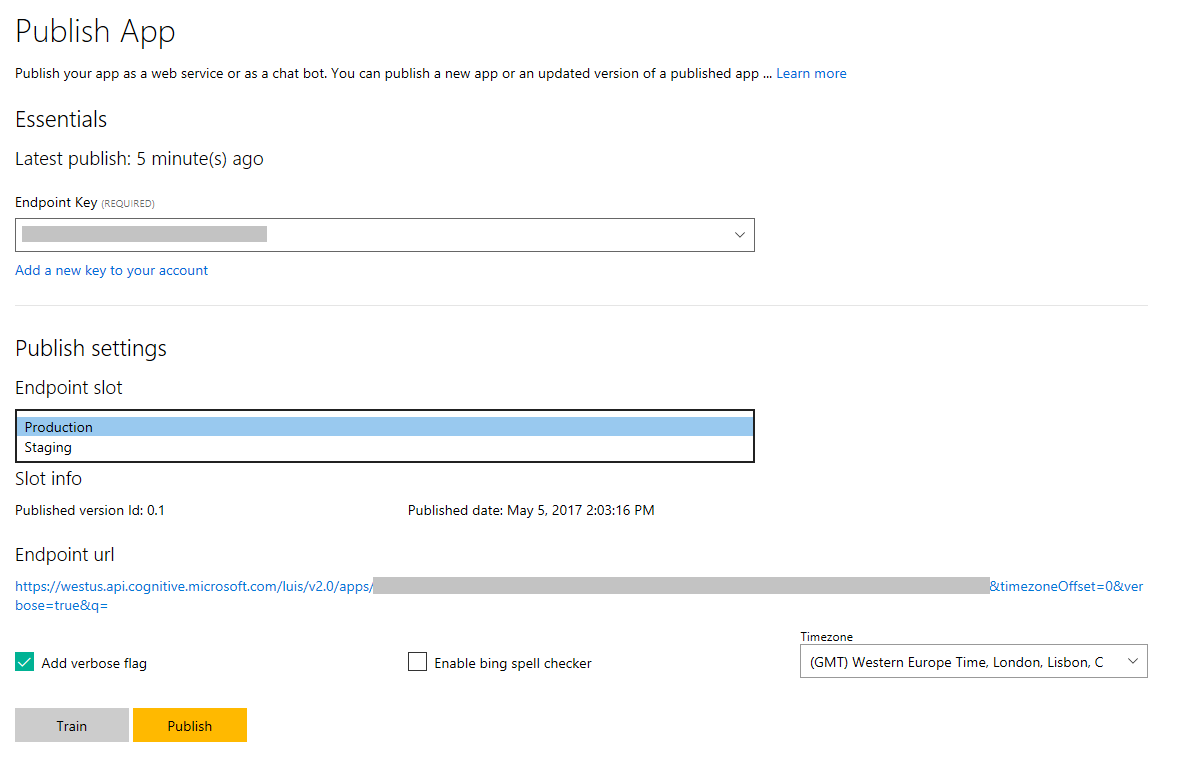 Publish App
Publish your app as a web service or as a chat bot. You can publish a new app or an updated version of a published app ... Learn more
Essentials
Latest publish: 5 minute(s) ago
Endpoint Key (REQUIRED)
Add a new key to your account
Publish settings
Endpoint slot
Production
Staging
Slot info
Published version Id: 0.1 Published date: May 5, 2017 2:03:16 PM
Endpoint url
https://westus.api.cognitive.microsoft.com/luis/v2.0/apps/ &timezoneOffset=0&ver
bose=true&q=
Timezone
Add verbose flag Enable bing spell checker (GMT) Western Europe Time, London, Lisbon, C
Train Publish